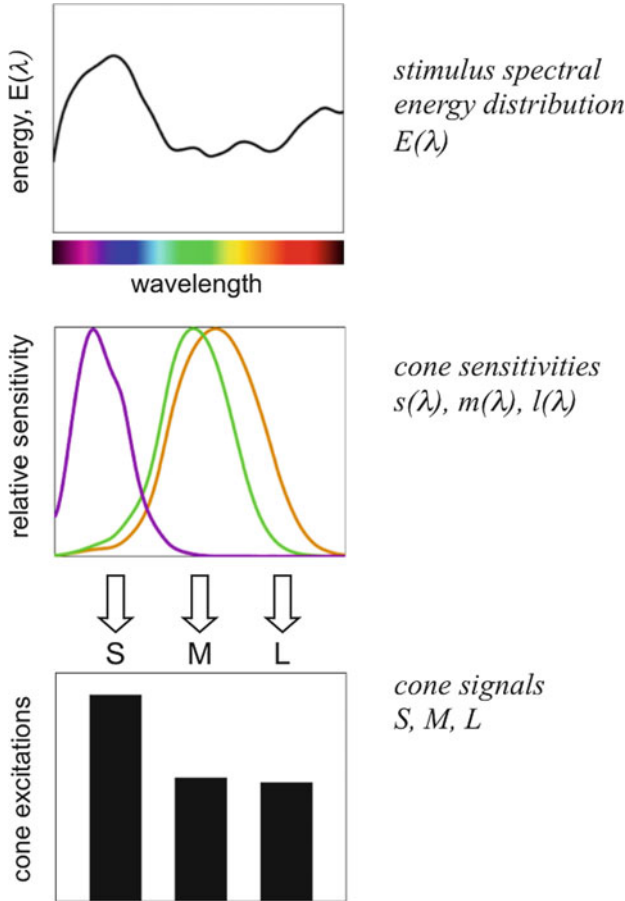 energy, E(λ)
stimulus spectral
energy distribution
E(λ)
wavelength
relative sensitivity
cone sensitivities
s(λ), m(λ), l(λ)
S M L
cone excitations
cone signals
S, M, L